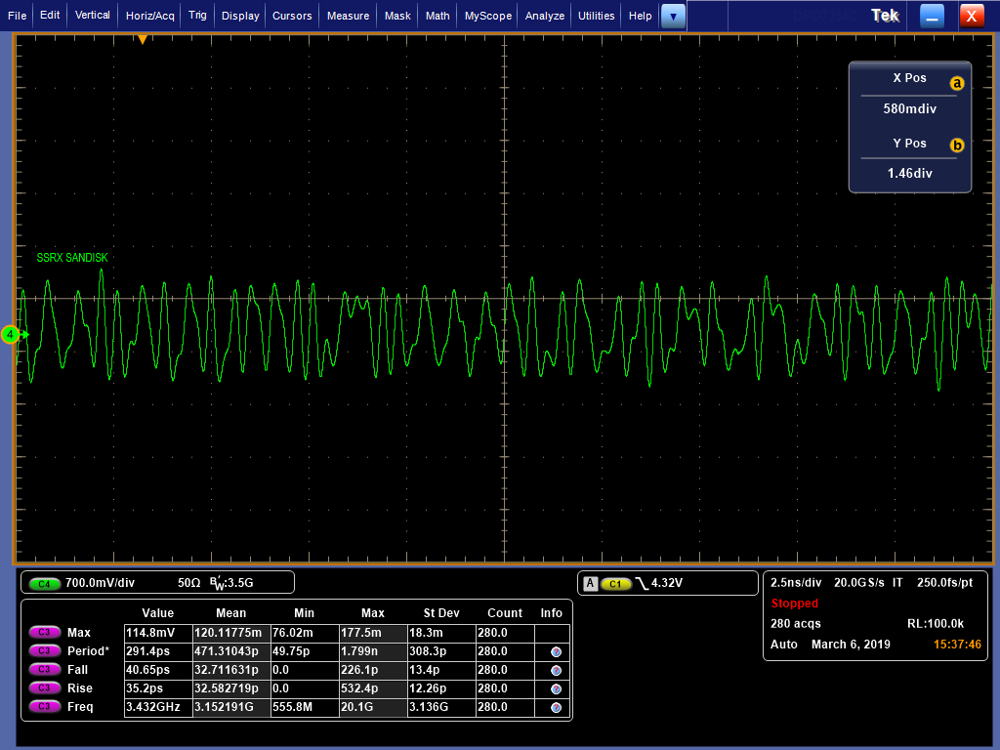 File Edit Vertical Horiz/Acq Trig Display Cursors Measure Mask Math MyScope Analyze Utilities Help ▼ Tek X
X Pos a
580mdiv
Y Pos b
1.46div
SSRX SANDISK
4
C4 700.0mV/div 50Ω BW:3.5G
A C1 4.32V
2.5ns/div 20.0GS/s IT 250.0fs/pt
Stopped
280 acqs RL:100.0k
Auto March 6, 2019 15:37:46
Value Mean Min Max St Dev Count Info
C3 Max 114.8mV 120.11775m 76.02m 177.5m 18.3m 280.0
C3 Period* 291.4ps 471.31043p 49.75p 1.799n 308.3p 280.0
C3 Fall 40.65ps 32.711631p 0.0 226.1p 13.4p 280.0
C3 Rise 35.2ps 32.582719p 0.0 532.4p 12.26p 280.0
C3 Freq 3.432GHz 3.152191G 555.8M 20.1G 3.136G 280.0